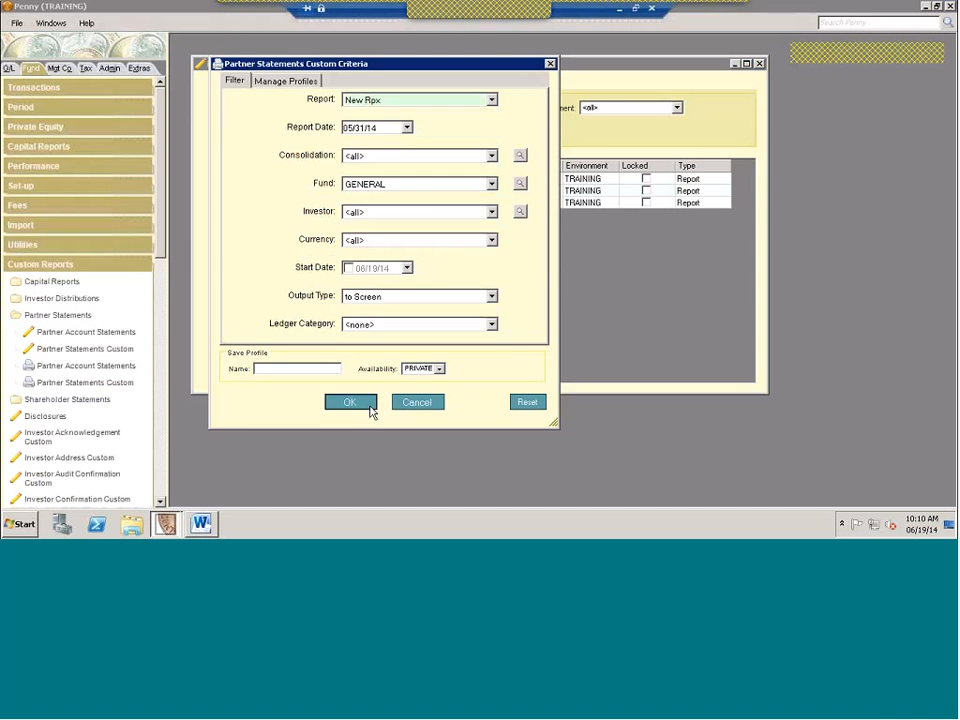 Penny (TRAINING)
File Windows Help
Search Penny
G/L Fund Mgt Co Tax Admin Extras
Transactions
Period
Private Equity
Capital Reports
Performance
Set-up
Fees
Import
Utilities
Custom Reports
Capital Reports
Investor Distributions
Partner Statements
Partner Account Statements
Partner Statements Custom
Partner Account Statements
Partner Statements Custom
Shareholder Statements
Disclosures
Investor Acknowledgement
Custom
Investor Address Custom
Investor Audit Confirmation
Custom
Investor Confirmation Custom
Partner Statements Custom Criteria
Filter Manage Profiles
Report: New Rpx
Report Date: 05/31/14
Consolidation: <all>
Fund: GENERAL
Investor: <all>
Currency: <all>
Start Date: 06/19/14
Output Type: to Screen
Ledger Category: <none>
Save Profile
Name: Availability: PRIVATE
OK Cancel Reset
ment: <all>
Environment Locked Type
TRAINING Report
TRAINING Report
TRAINING Report
Start
10:10 AM
06/19/14